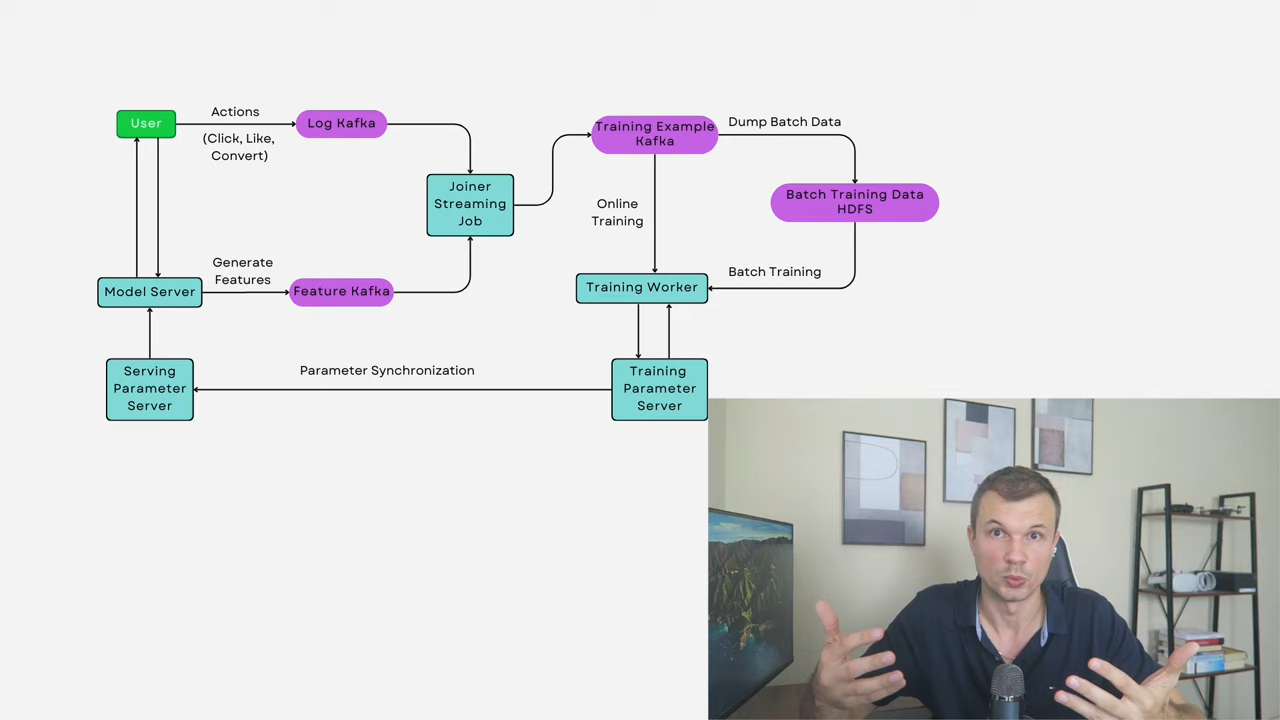 User
Actions
(Click, Like,
Convert)
Log Kafka
Joiner
Streaming
Job
Training Example
Kafka
Dump Batch Data
Batch Training Data
HDFS
Online
Training
Generate
Features
Model Server
Feature Kafka
Training Worker
Batch Training
Serving
Parameter
Server
Parameter Synchronization
Training
Parameter
Server